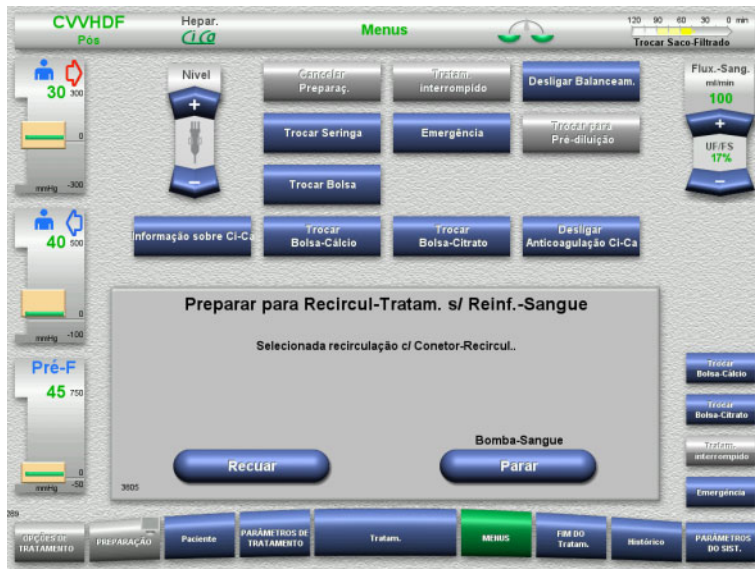 CVVHDF
Pós
Hepar.
Ci Ca
Menus
120 90 60 30 0 min
Trocar Saco-Filtrado
30 300
0
mmHg -300
40 500
0
mmHg -100
Pré-F
45 750
0
mmHg -50
Nível
+
−
Cancelar
Preparaç.
Tratam.
interrompido
Desligar Balanceam.
Trocar Seringa
Emergência
Trocar para
Pré-diluição
Trocar Bolsa
Informação sobre Ci-Ca
Trocar
Bolsa-Cálcio
Trocar
Bolsa-Citrato
Desligar
Anticoagulação Ci-Ca
Flux.-Sang.
ml/min
100
+
UF/FS
17%
−
Preparar para Recircul-Tratam. s/ Reinf.-Sangue
Selecionada recirculação c/ Conetor-Recircul..
Bomba-Sangue
Recuar
Parar
3605
Trocar
Bolsa-Cálcio
Trocar
Bolsa-Citrato
Tratam.
interrompido
Emergência
OPÇÕES DE
TRATAMENTO
PREPARAÇÃO
Paciente
PARÂMETROS DE
TRATAMENTO
Tratam.
MENUS
FIM DO
Tratam.
Histórico
PARÂMETROS
DO SIST.